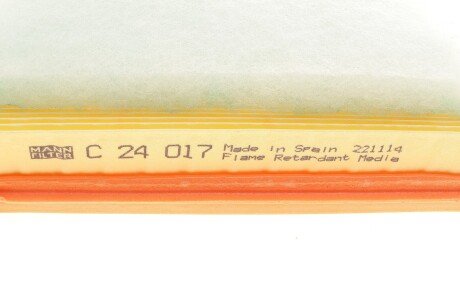 MANN FILTER C 24 017 Made in Spain 221114
Flame Retardant Media